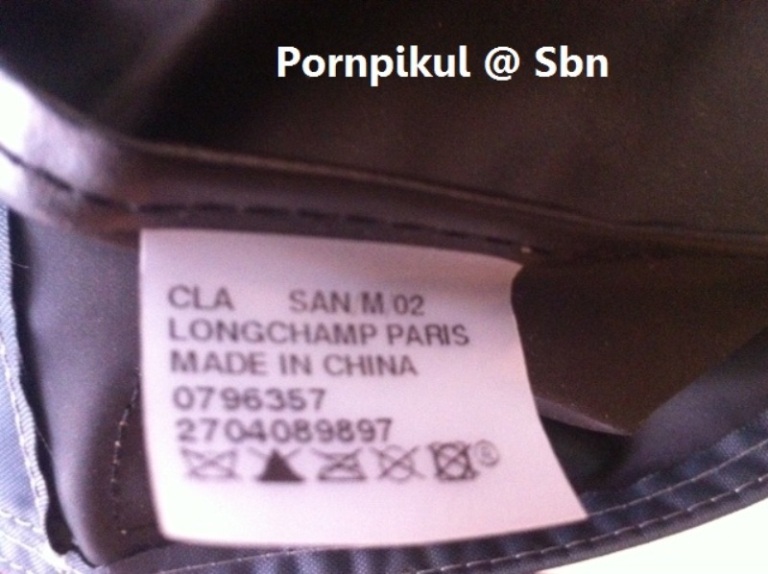 Pornpikul @ Sbn
CLA SAN/M/02
LONGCHAMP PARIS
MADE IN CHINA
0796357
2704089897